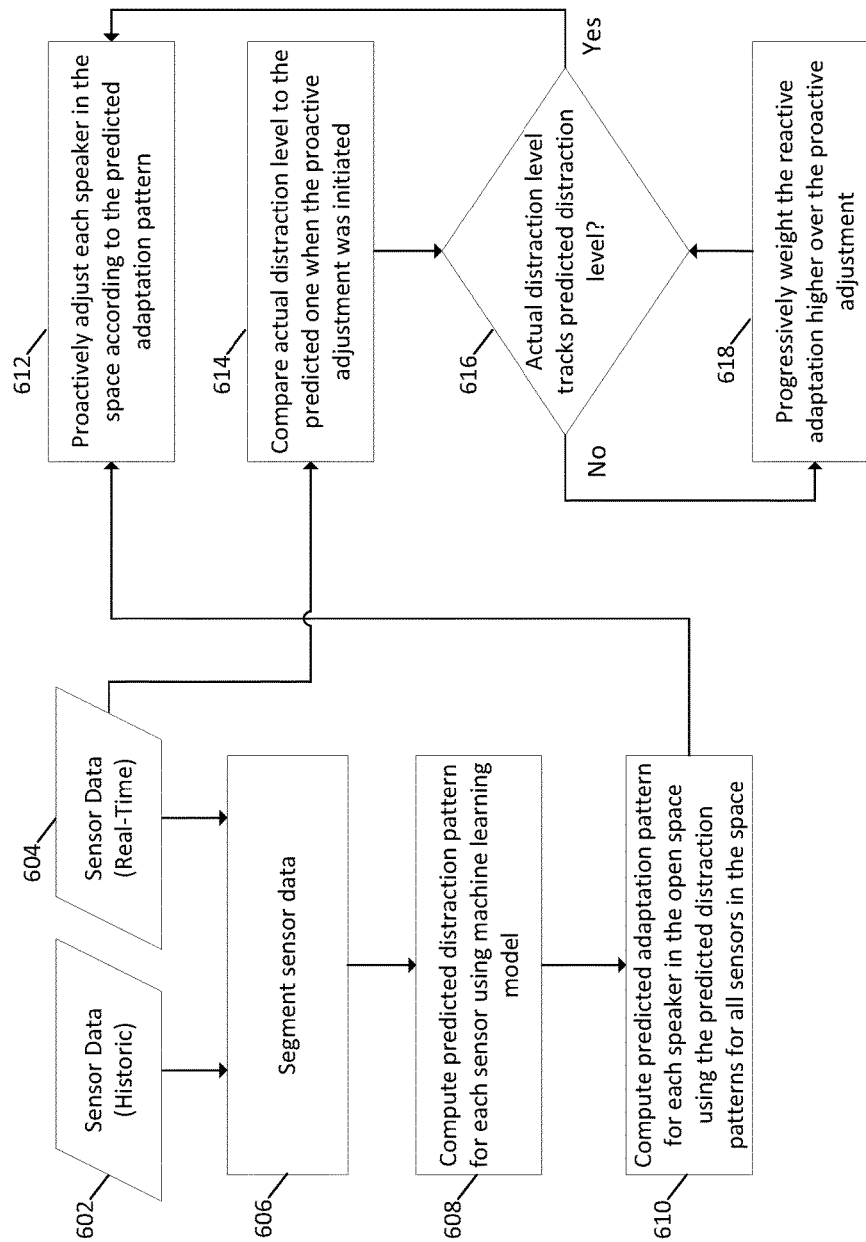 602
Sensor Data
(Historic)
604
Sensor Data
(Real-Time)
606
Segment sensor data
608
Compute predicted distraction pattern
for each sensor using machine learning
model
610
Compute predicted adaptation pattern
for each speaker in the open space
using the predicted distraction
patterns for all sensors in the space
612
Proactively adjust each speaker in the
space according to the predicted
adaptation pattern
614
Compare actual distraction level to the
predicted one when the proactive
adjustment was initiated
616
Actual distraction level
tracks predicted distraction
level?
Yes
No
618
Progressively weight the reactive
adaptation higher over the proactive
adjustment